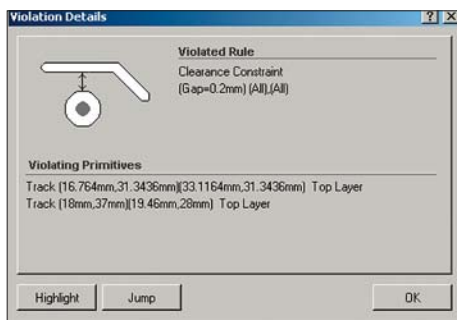 Violation Details
Violated Rule
Clearance Constraint
(Gap=0.2mm) (All),(All)
Violating Primitives
Track (16.764mm,31.3436mm)(33.1164mm,31.3436mm) Top Layer
Track (18mm,37mm)(19.46mm,28mm) Top Layer
Highlight Jump OK